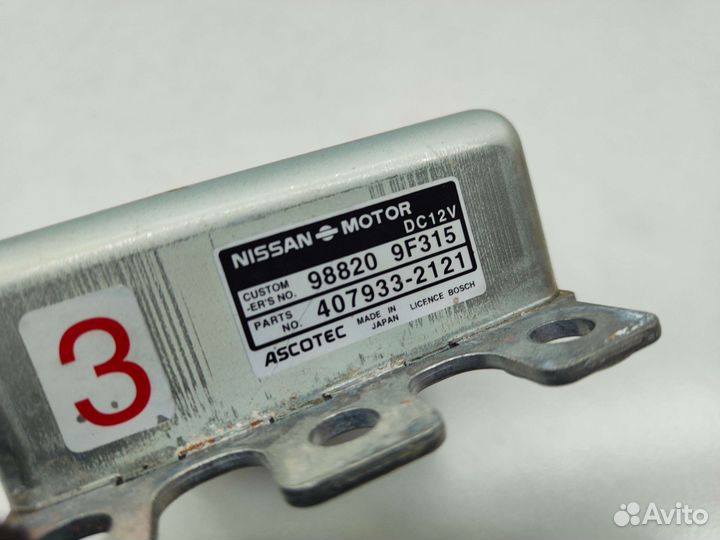 NISSAN MOTOR DC12V
CUSTOM -ER'S NO. 98820 9F315
PARTS NO. 407933-2121
ASCOTEC MADE IN JAPAN LICENCE BOSCH
3
Avito